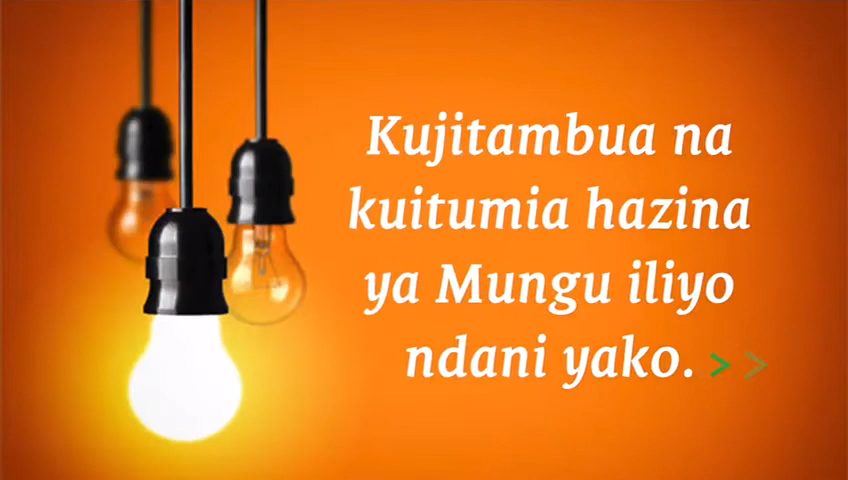 Kujitambua na
kuitumia hazina
ya Mungu iliyo
ndani yako. > >